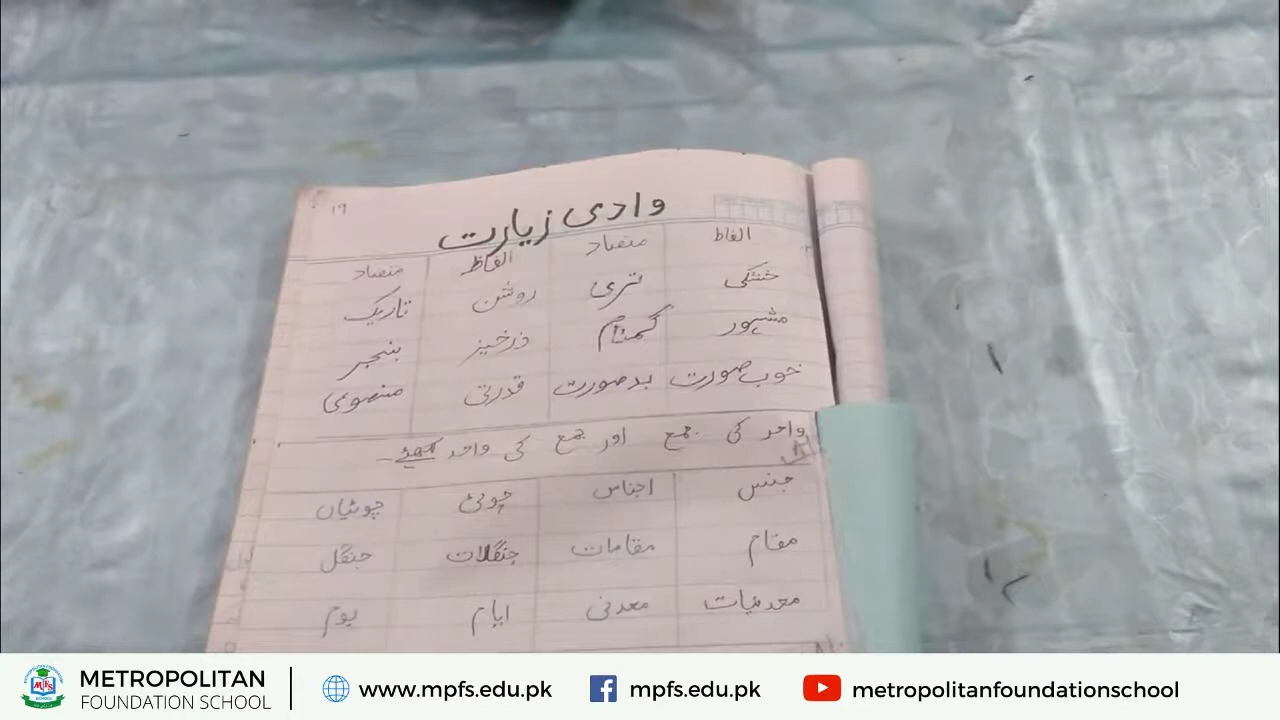 ۱۹
وادی زیارت
الفاظ متضاد الفاظ متضاد
خشکی تری روشن تاریک
مشہور گمنام زرخیز بنجر
خوب صورت بدصورت قدرتی مصنوعی
واحد کی جمع اور جمع کی واحد لکھیے۔
جنس اجناس چوٹی چوٹیاں
مقام مقامات جنگلات جنگل
معدنیات معدنی ایام یوم
METROPOLITAN
FOUNDATION SCHOOL
www.mpfs.edu.pk
mpfs.edu.pk
metropolitanfoundationschool